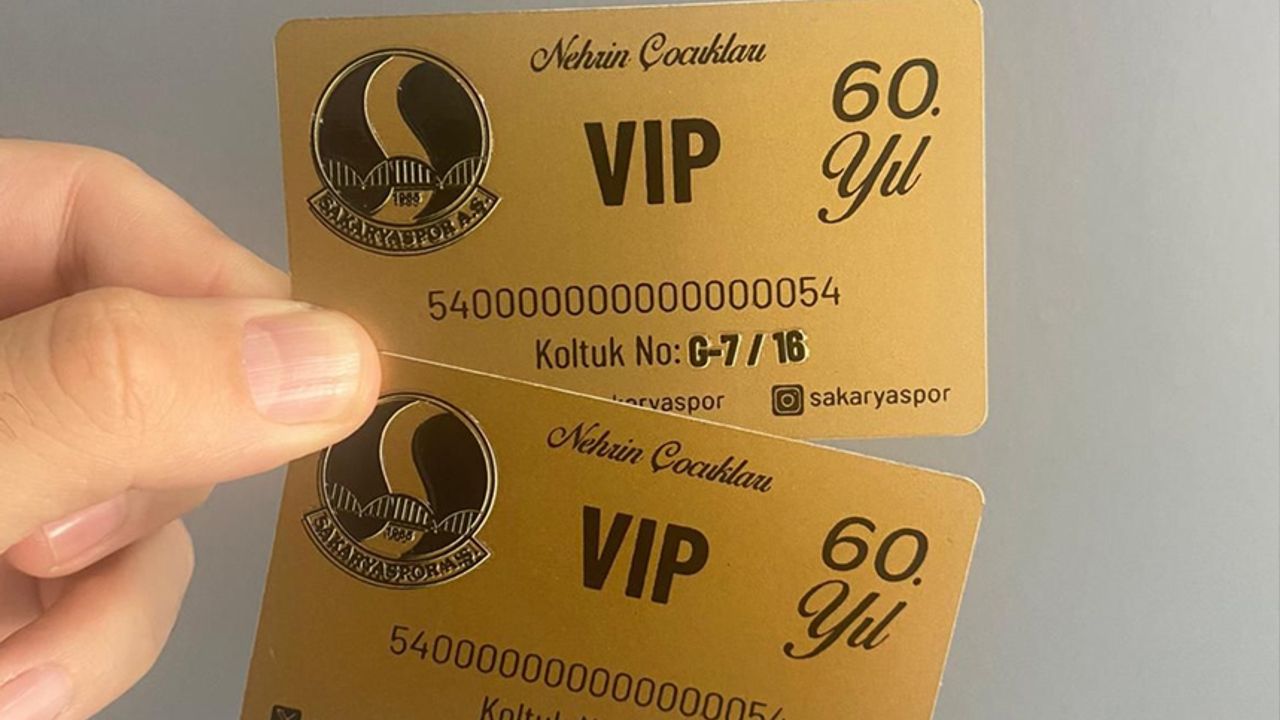 Nehrin Çocukları
60.
Yıl
VIP
1965
SAKARYASPOR A.Ş.
Koltuk No: G-7 / 16
sakaryaspor
Nehrin Çocukları
60.
Yıl
VIP
1965
SAKARYASPOR A.Ş.